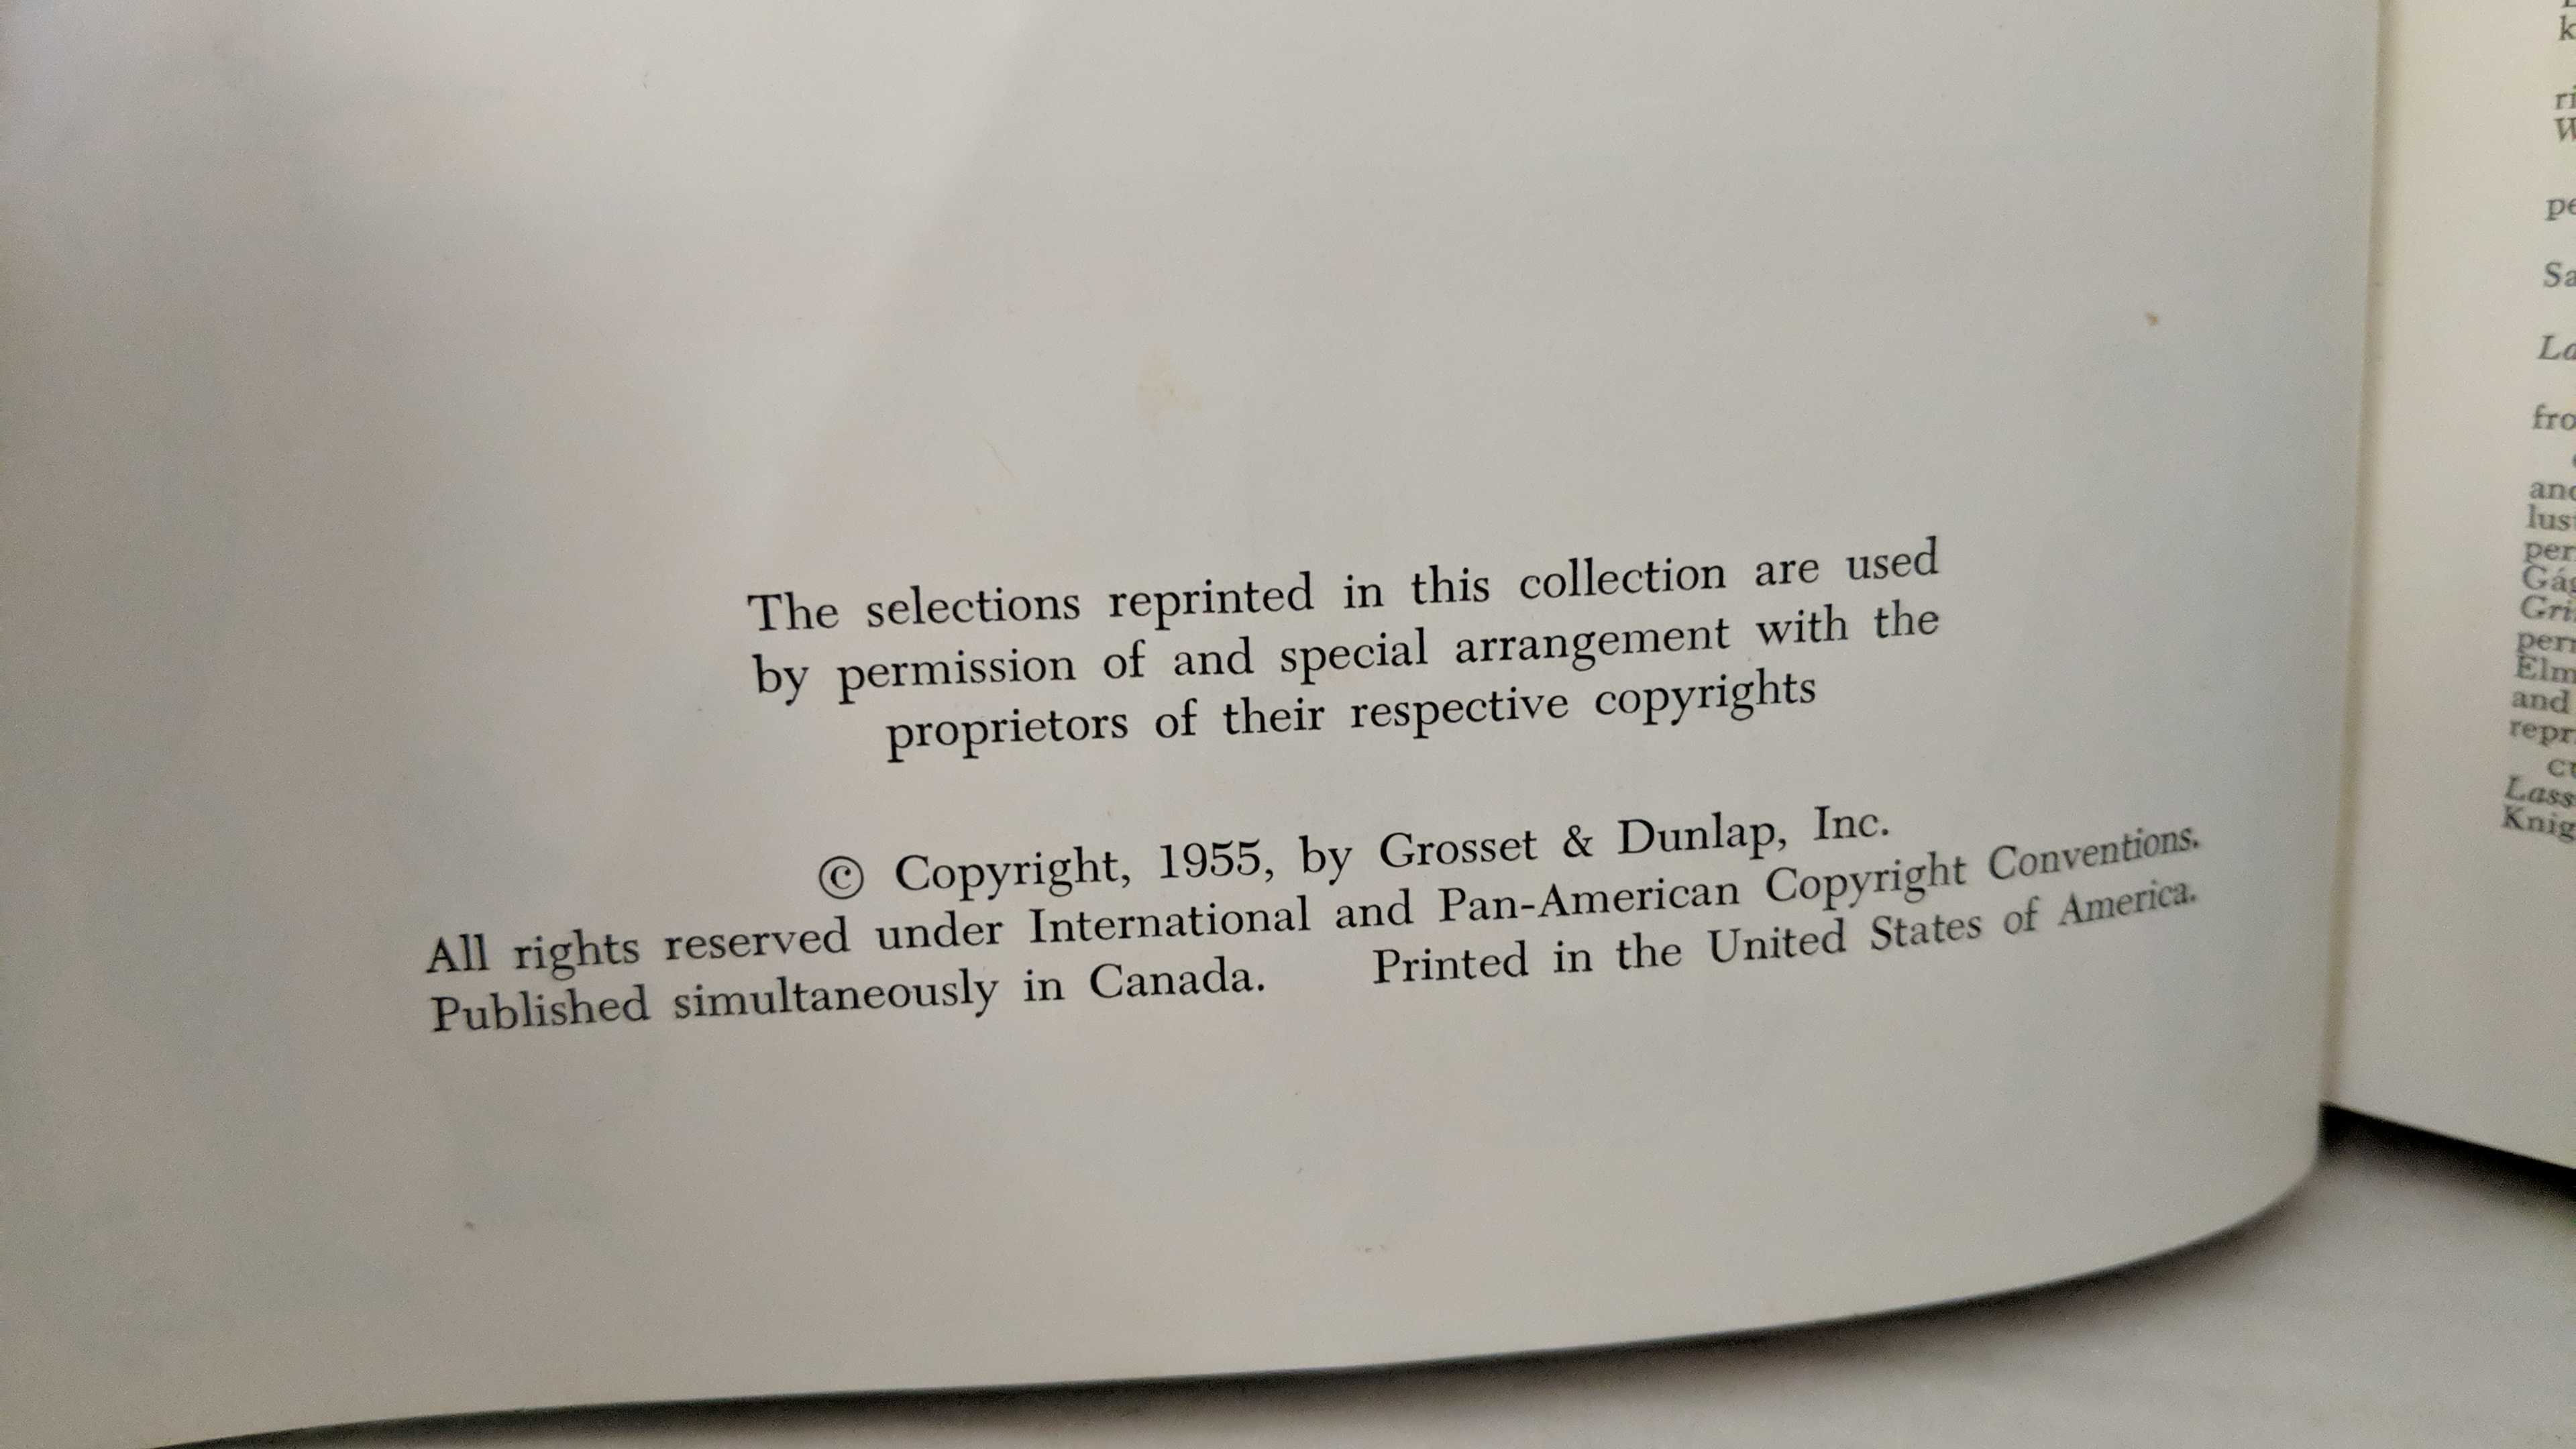 The selections reprinted in this collection are used
by permission of and special arrangement with the
proprietors of their respective copyrights
© Copyright, 1955, by Grosset & Dunlap, Inc.
All rights reserved under International and Pan-American Copyright Conventions.
Published simultaneously in Canada. Printed in the United States of America.
and